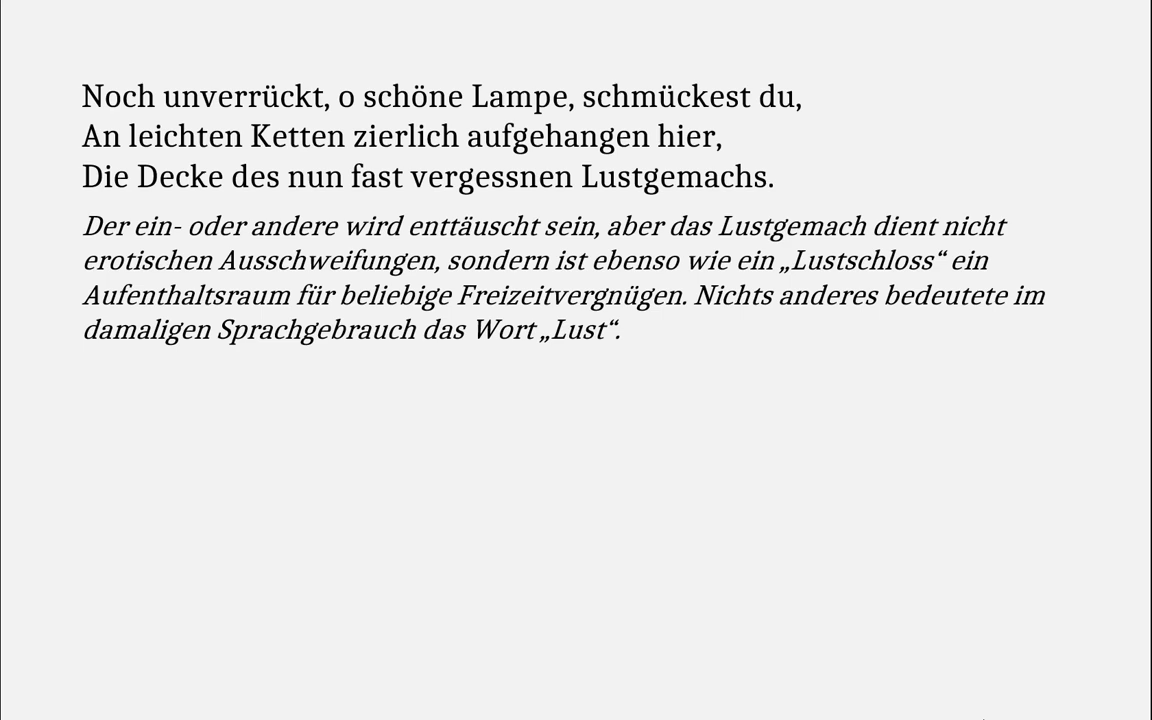 Noch unverrückt, o schöne Lampe, schmückest du,
An leichten Ketten zierlich aufgehangen hier,
Die Decke des nun fast vergessnen Lustgemachs.
Der ein- oder andere wird enttäuscht sein, aber das Lustgemach dient nicht
erotischen Ausschweifungen, sondern ist ebenso wie ein „Lustschloss“ ein
Aufenthaltsraum für beliebige Freizeitvergnügen. Nichts anderes bedeutete im
damaligen Sprachgebrauch das Wort „Lust“.